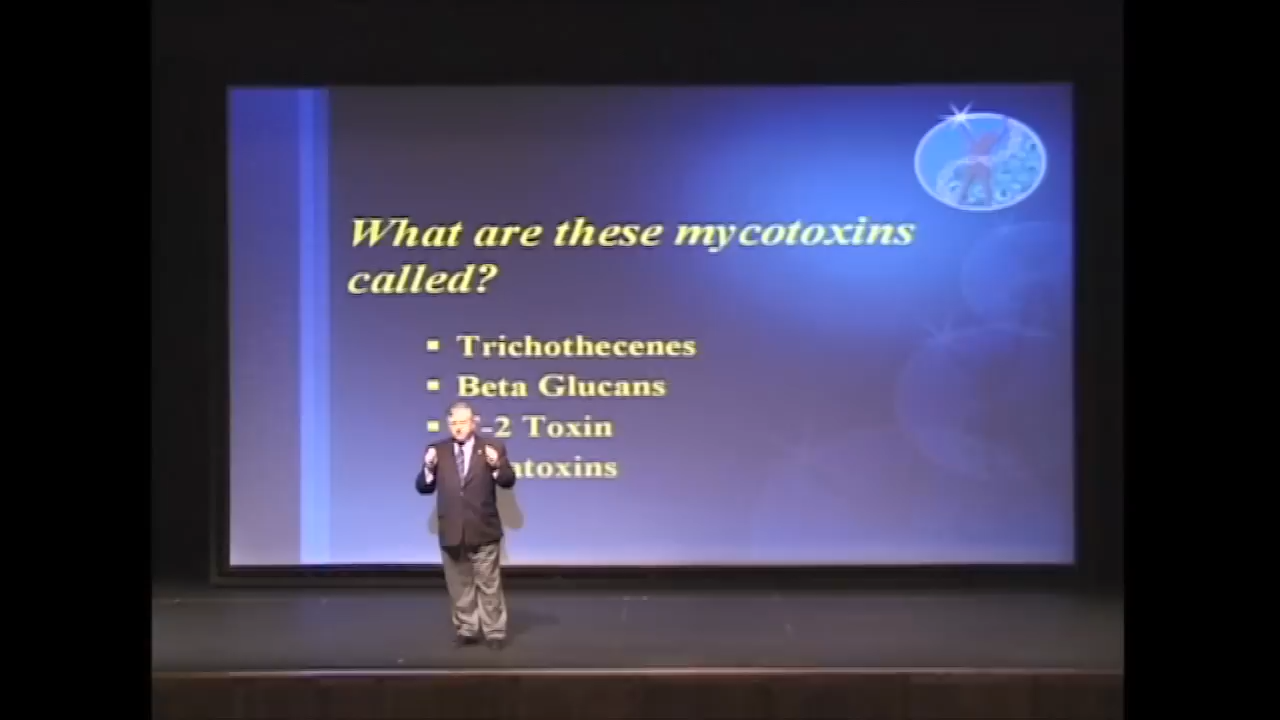 What are these mycotoxins
called?
▪ Trichothecenes
▪ Beta Glucans
▪ -2 Toxin
▪ atoxins